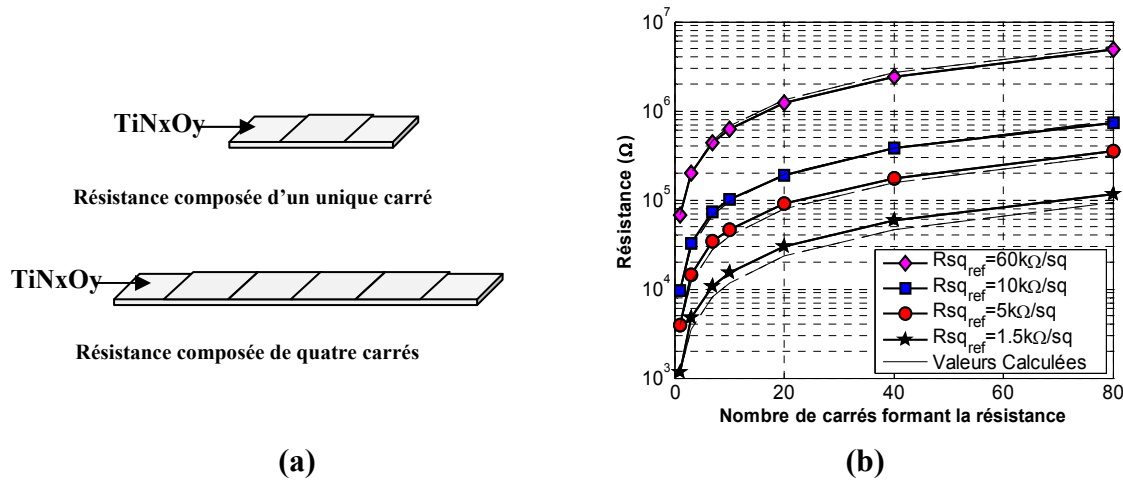 TiNxOy
Résistance composée d'un unique carré
TiNxOy
Résistance composée de quatre carrés
(a)
10^7
10^6
10^5
10^4
10^3
Résistance (Ω)
Rsq_ref=60kΩ/sq
Rsq_ref=10kΩ/sq
Rsq_ref=5kΩ/sq
Rsq_ref=1.5kΩ/sq
Valeurs Calculées
0 20 40 60 80
Nombre de carrés formant la résistance
(b)